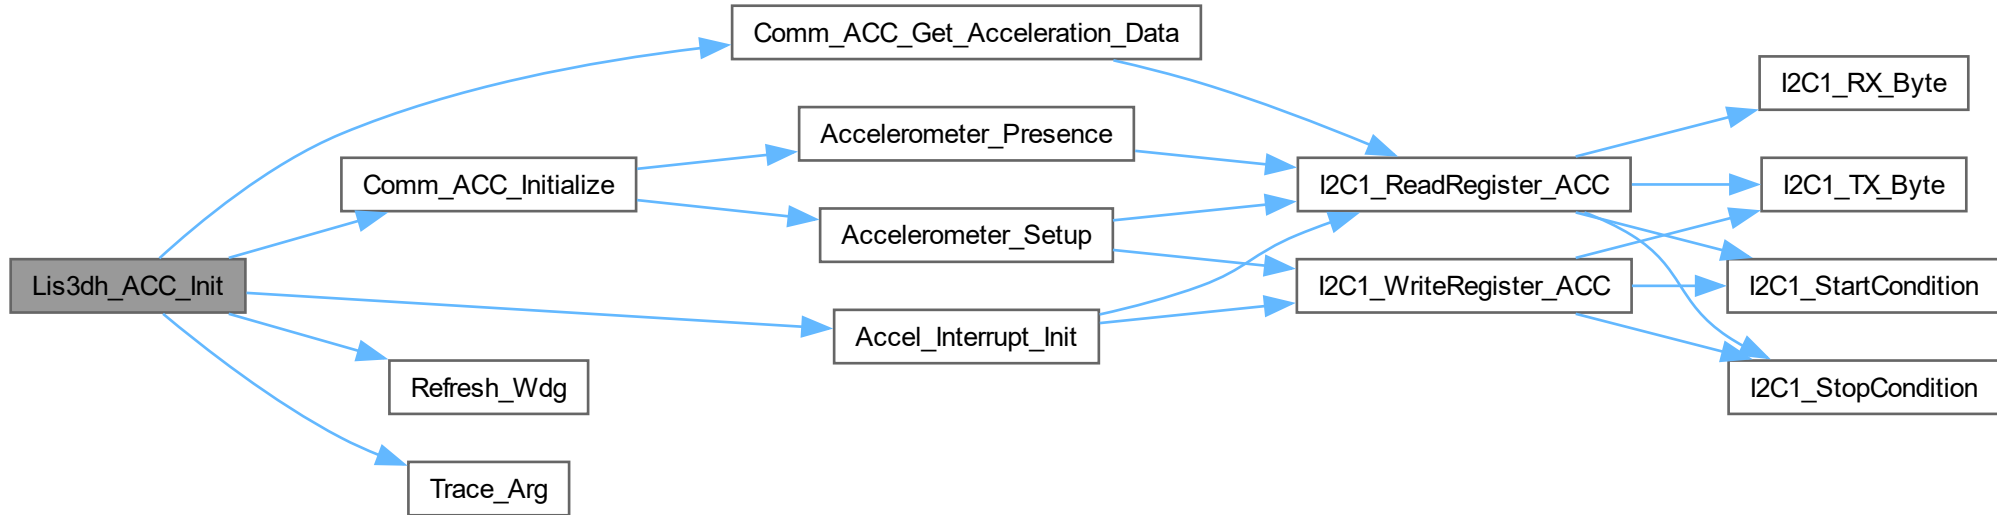 Lis3dh_ACC_Init
Comm_ACC_Get_Acceleration_Data
Comm_ACC_Initialize
Accelerometer_Presence
Accelerometer_Setup
Accel_Interrupt_Init
Refresh_Wdg
Trace_Arg
I2C1_ReadRegister_ACC
I2C1_WriteRegister_ACC
I2C1_RX_Byte
I2C1_TX_Byte
I2C1_StartCondition
I2C1_StopCondition